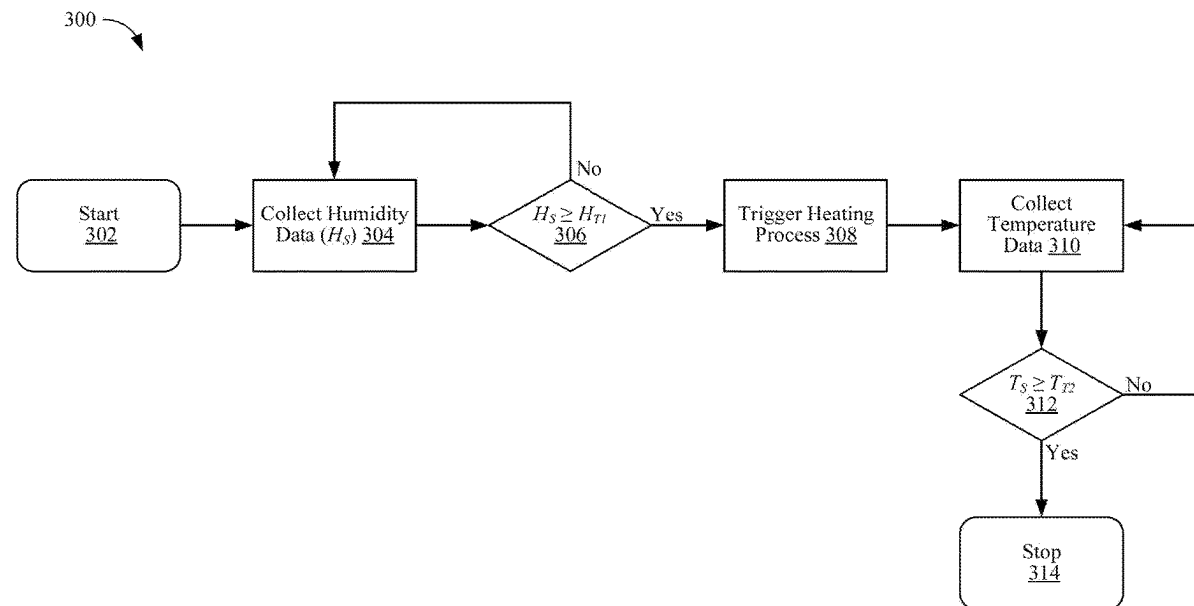 300
No
Start
302
Collect Humidity
Data (H_S) 304
H_S ≥ H_T1
306
Yes
Trigger Heating
Process 308
Collect
Temperature
Data 310
T_S ≥ T_T2
312
No
Yes
Stop
314